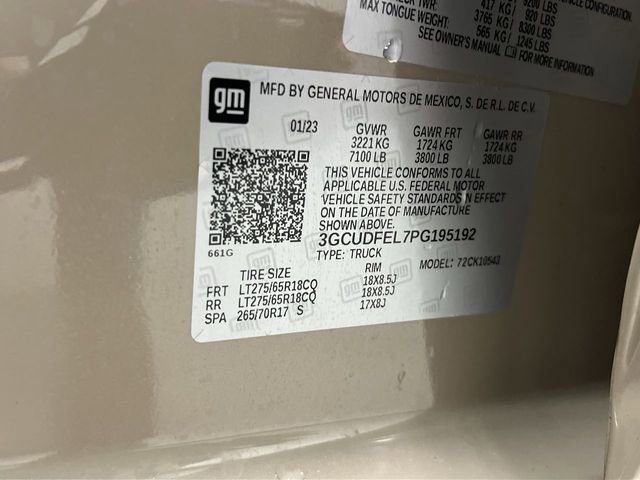 417 KG / 920 LBS
MAX TONGUE WEIGHT: 3765 KG / 8300 LBS
565 KG / 1245 LBS
SEE OWNER'S MANUAL FOR MORE INFORMATION
gm
MFD BY GENERAL MOTORS DE MEXICO, S. DE R.L. DE C.V.
01/23 GVWR GAWR FRT GAWR RR
3221 KG 1724 KG 1724 KG
7100 LB 3800 LB 3800 LB
THIS VEHICLE CONFORMS TO ALL
APPLICABLE U.S. FEDERAL MOTOR
VEHICLE SAFETY STANDARDS IN EFFECT
ON THE DATE OF MANUFACTURE
SHOWN ABOVE.
661G
3GCUDFEL7PG195192
TYPE: TRUCK MODEL: 72CK10543
TIRE SIZE RIM
FRT LT275/65R18CQ 18X8.5J
RR LT275/65R18CQ 18X8.5J
SPA 265/70R17 S 17X8J